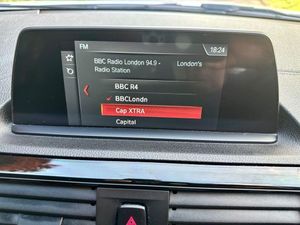 FM
18:24
BBC Radio London 94.9 - London's
Radio Station
BBC R4
BBCLondn
Cap XTRA
Capital